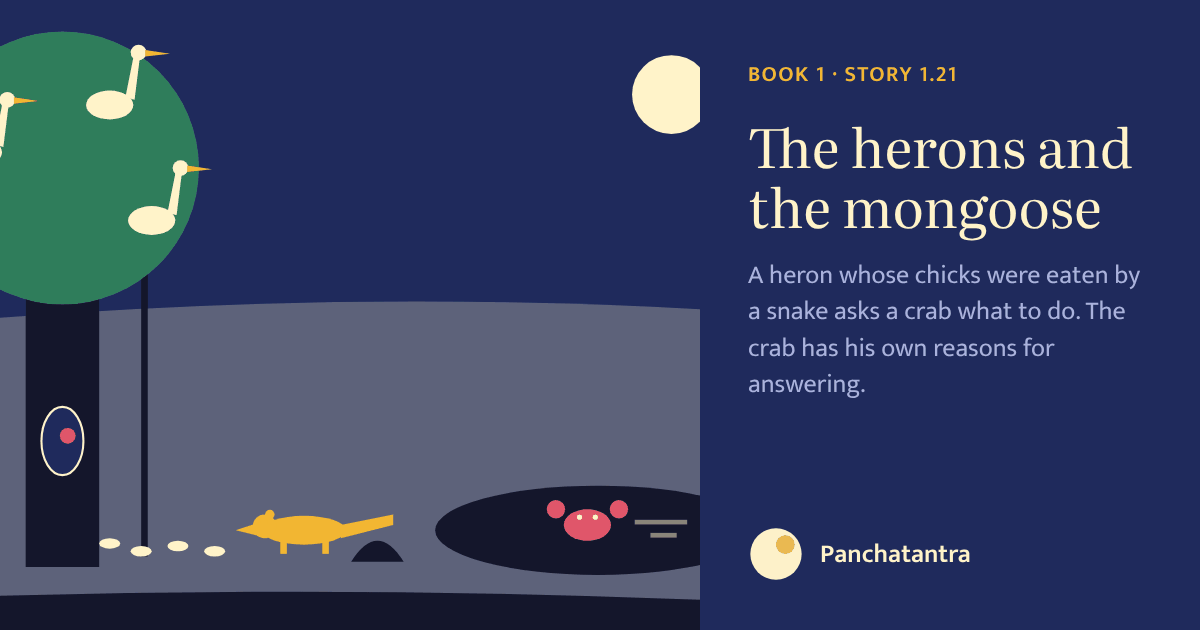 BOOK 1 · STORY 1.21
The herons and
the mongoose
A heron whose chicks were eaten by
a snake asks a crab what to do. The
crab has his own reasons for
answering.
Panchatantra